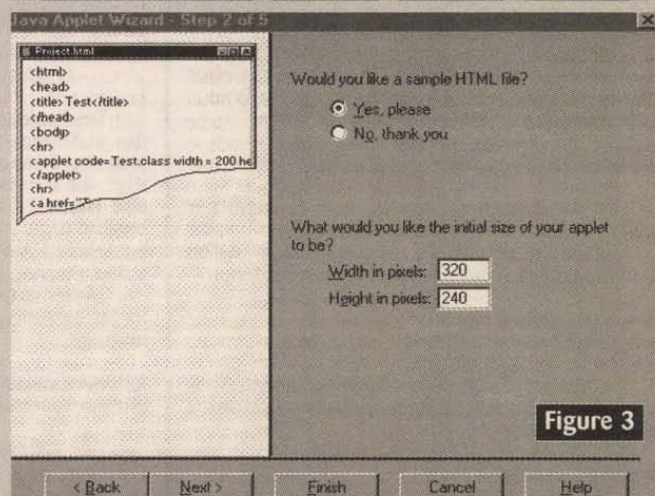 Java Applet Wizard - Step 2 of 5
Project.html
<html>
<head>
<title> Test</title>
</head>
<body>
<hr>
<applet code=Test.class width = 200 he
</applet>
<hr>
<a href="T
Would you like a sample HTML file?
Yes, please
No, thank you
What would you like the initial size of your applet
to be?
Width in pixels: 320
Height in pixels: 240
Figure 3
< Back Next > Finish Cancel Help